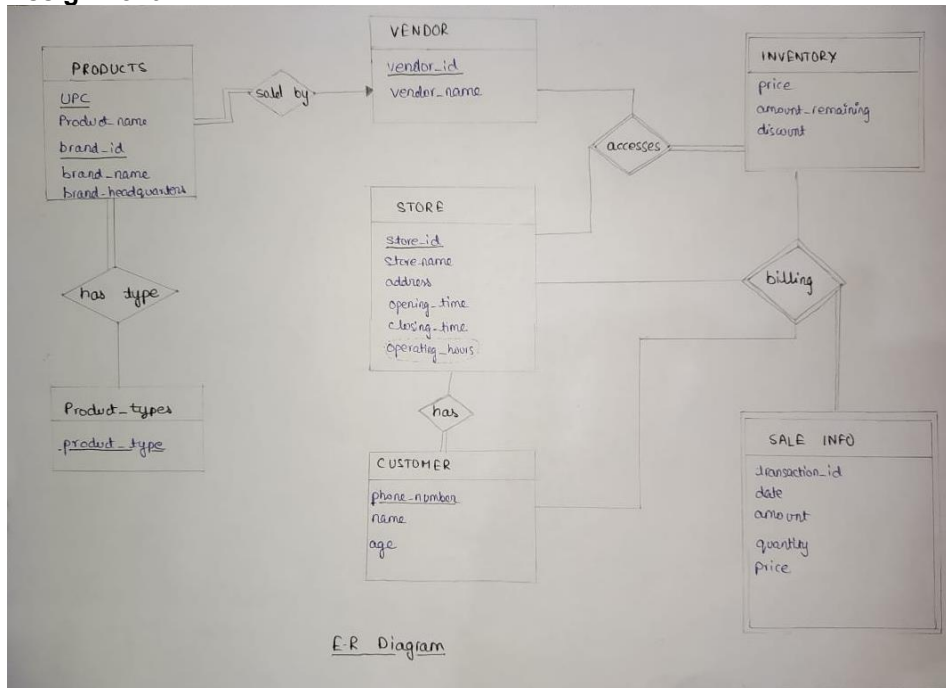 PRODUCTS
UPC
Product_name
brand_id
brand_name
brand_headquarters
sold by
VENDOR
vendor_id
vendor_name
INVENTORY
price
amount_remaining
discount
accesses
STORE
store_id
store_name
address
opening_time
closing_time
operating_hours
billing
has type
Product_types
product_type
has
CUSTOMER
phone_number
name
age
SALE INFO
transaction_id
date
amount
quantity
price
E-R Diagram